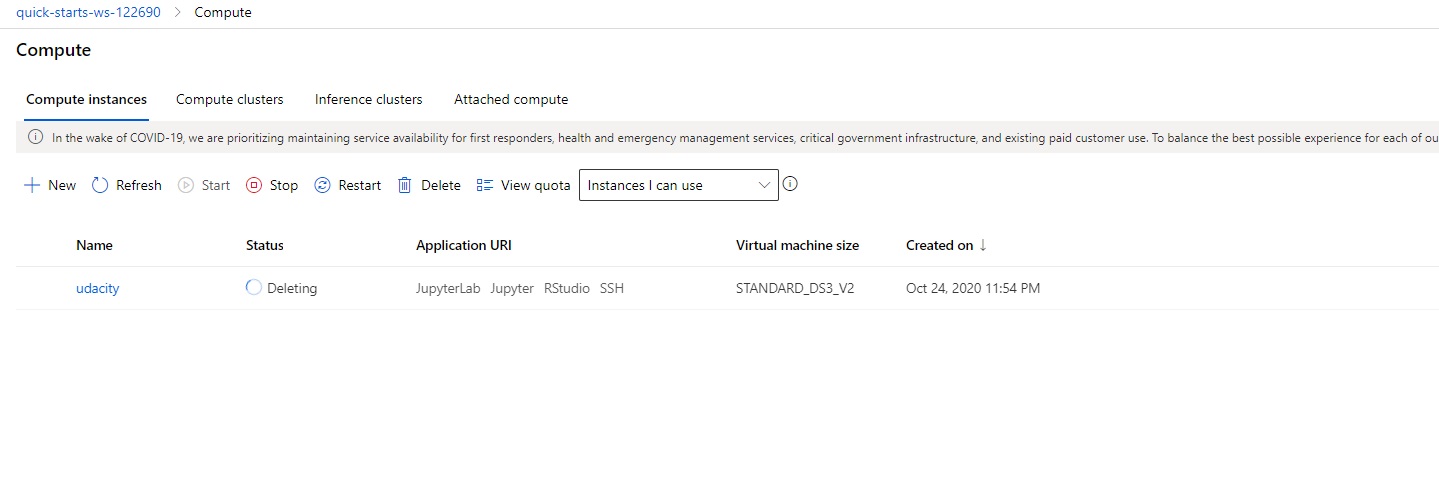 quick-starts-ws-122690 > Compute
Compute
Compute instances Compute clusters Inference clusters Attached compute
In the wake of COVID-19, we are prioritizing maintaining service availability for first responders, health and emergency management services, critical government infrastructure, and existing paid customer use. To balance the best possible experience for each of ou
New Refresh Start Stop Restart Delete View quota Instances I can use
Name Status Application URI Virtual machine size Created on ↓
udacity Deleting JupyterLab Jupyter RStudio SSH STANDARD_DS3_V2 Oct 24, 2020 11:54 PM